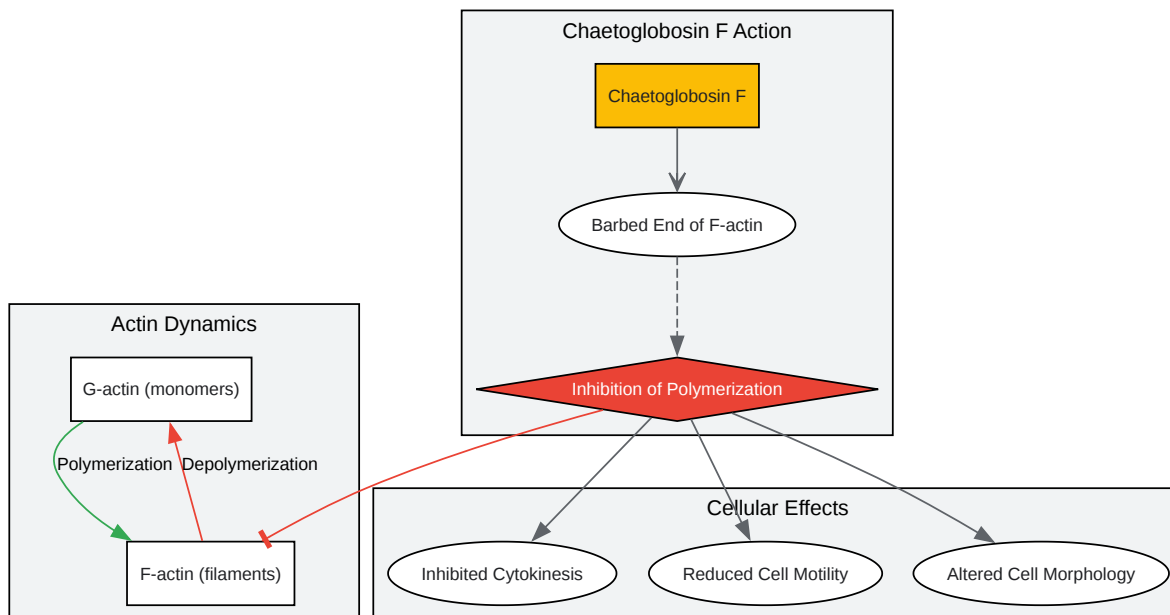 Chaetoglobosin F Action
Chaetoglobosin F
Barbed End of F-actin
Inhibition of Polymerization
Actin Dynamics
G-actin (monomers)
Polymerization
Depolymerization
F-actin (filaments)
Cellular Effects
Inhibited Cytokinesis
Reduced Cell Motility
Altered Cell Morphology